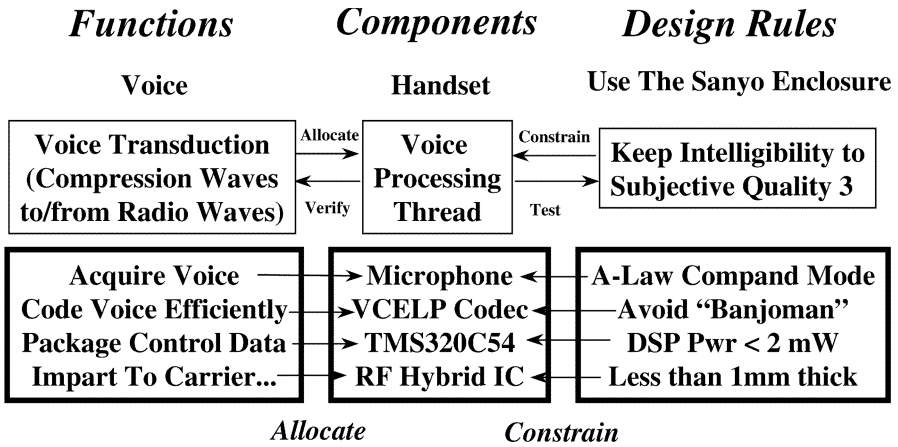 Functions Components Design Rules
Voice Handset Use The Sanyo Enclosure
Voice Transduction
(Compression Waves
to/from Radio Waves)
Allocate
Verify
Voice
Processing
Thread
Constrain
Test
Keep Intelligibility to
Subjective Quality 3
Acquire Voice Microphone A-Law Compand Mode
Code Voice Efficiently VCELP Codec Avoid “Banjoman”
Package Control Data TMS320C54 DSP Pwr < 2 mW
Impart To Carrier... RF Hybrid IC Less than 1mm thick
Allocate Constrain